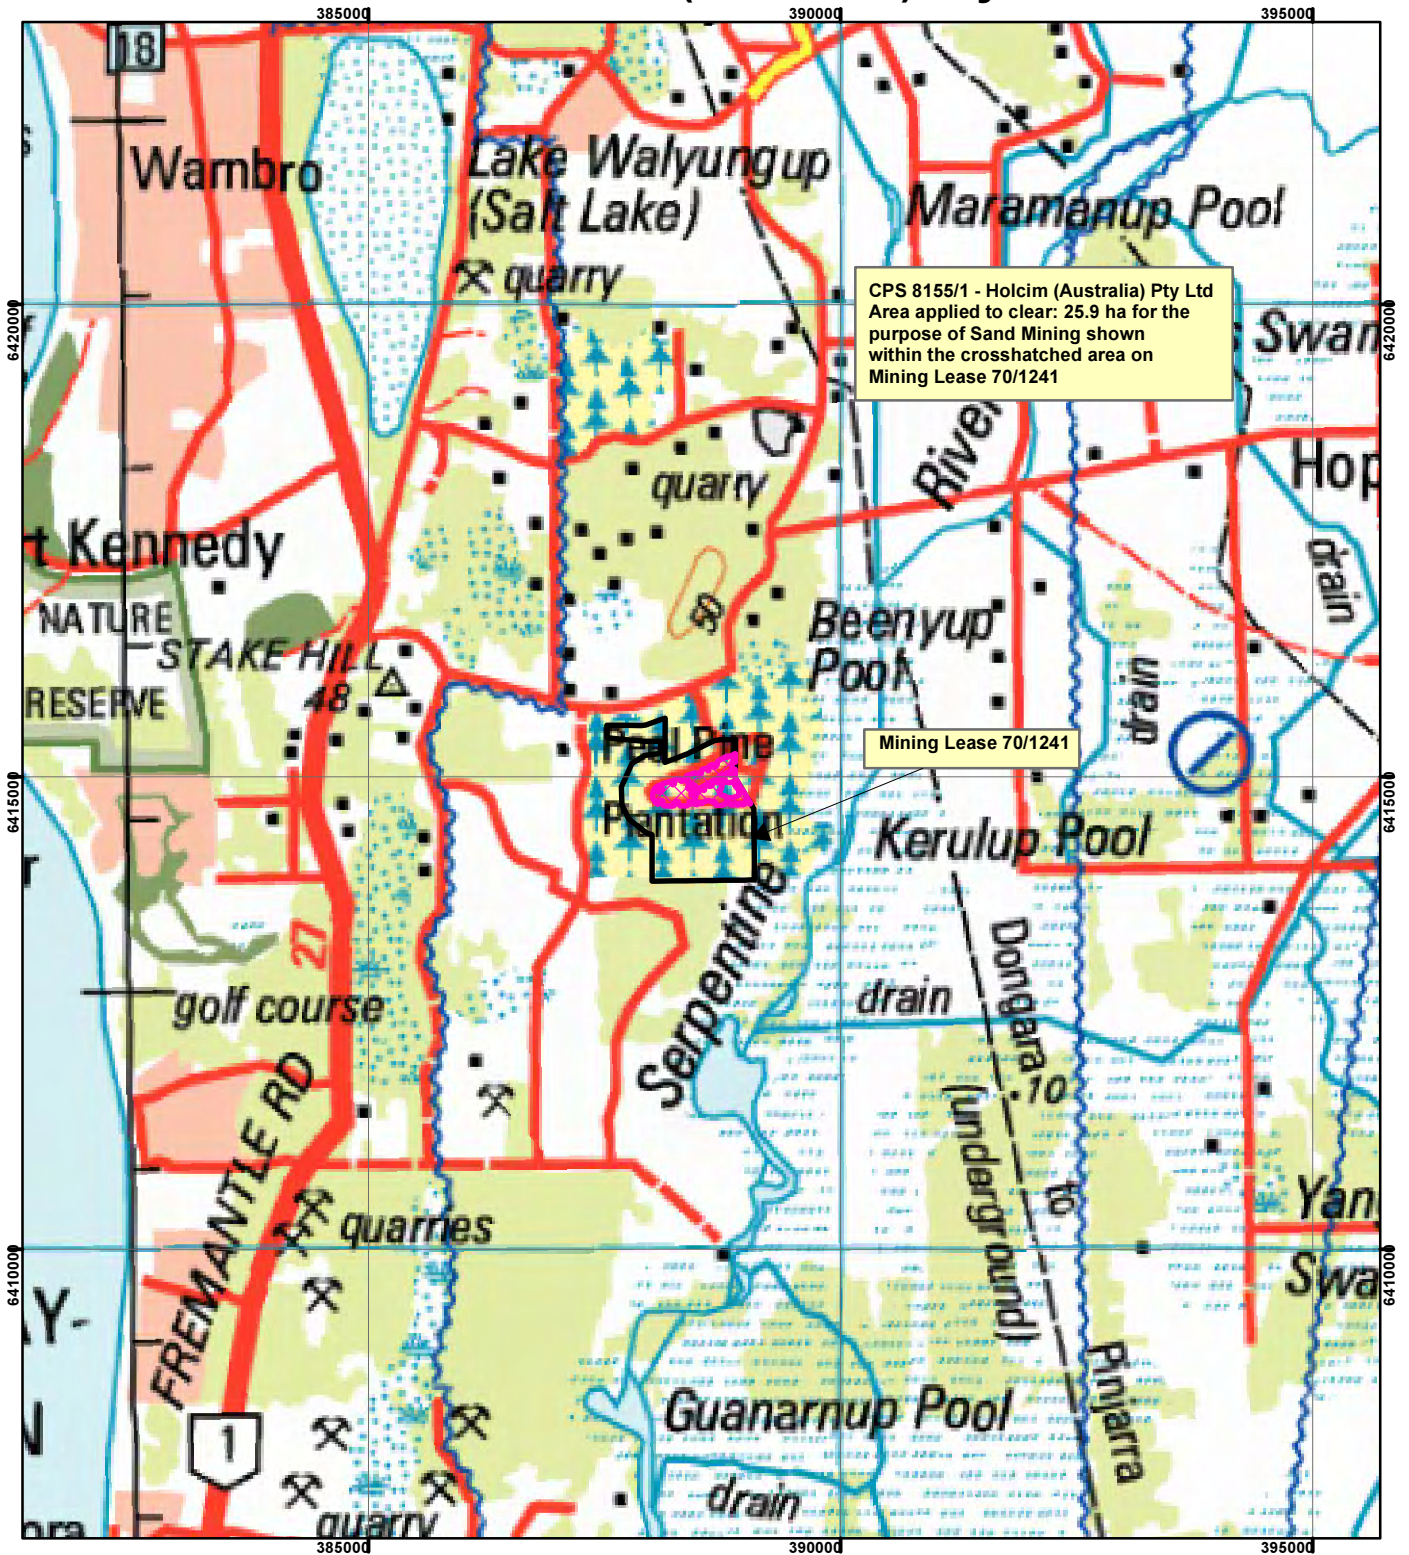 385000 390000 395000
18
Warnbro
Lake Walyungup
(Salt Lake)
Maramanup Pool
quarry
CPS 8155/1 - Holcim (Australia) Pty Ltd
Area applied to clear: 25.9 ha for the
purpose of Sand Mining shown
within the crosshatched area on
Mining Lease 70/1241
6420000
6420000
Swan
River
Hop
quarry
t Kennedy
drain
50
NATURE
RESERVE
STAKE HILL
48
Beenyup
Pool
drain
Peel Pine
Plantation
Mining Lease 70/1241
6415000
6415000
Kerulup Pool
27
golf course
Serpentine
drain
Dongara
to
Pinjarra
(underground)
10
FREMANTLE RD
quarries
Yan
Swa
6410000
6410000
Y-
N
1
Guanarnup Pool
drain
quarry
ora
385000 390000 395000